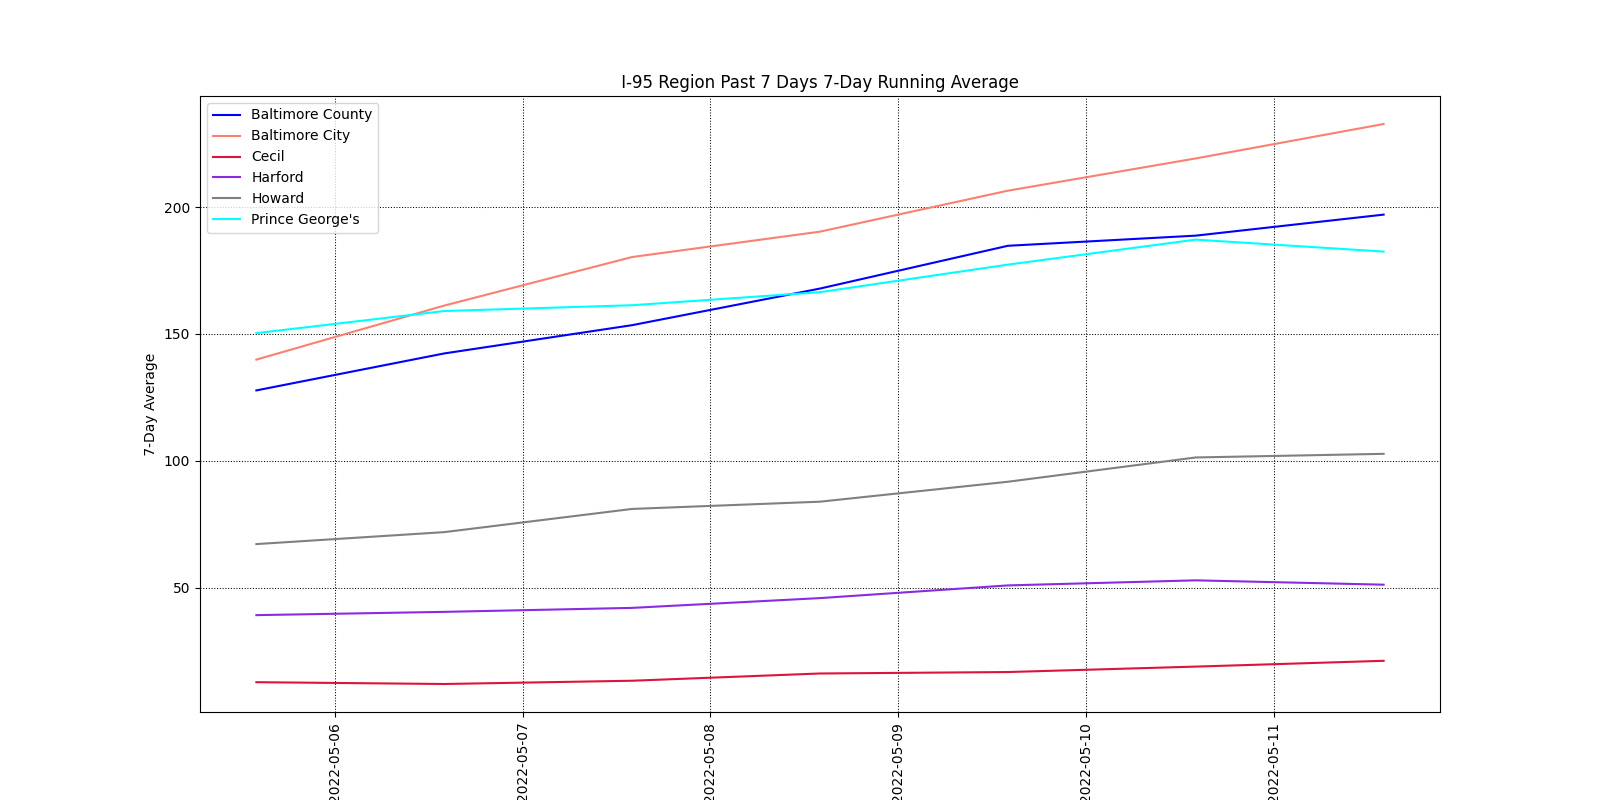 I-95 Region Past 7 Days 7-Day Running Average
Baltimore County
Baltimore City
Cecil
Harford
Howard
Prince George's
7-Day Average
200
150
100
50
2022-05-06
2022-05-07
2022-05-08
2022-05-09
2022-05-10
2022-05-11